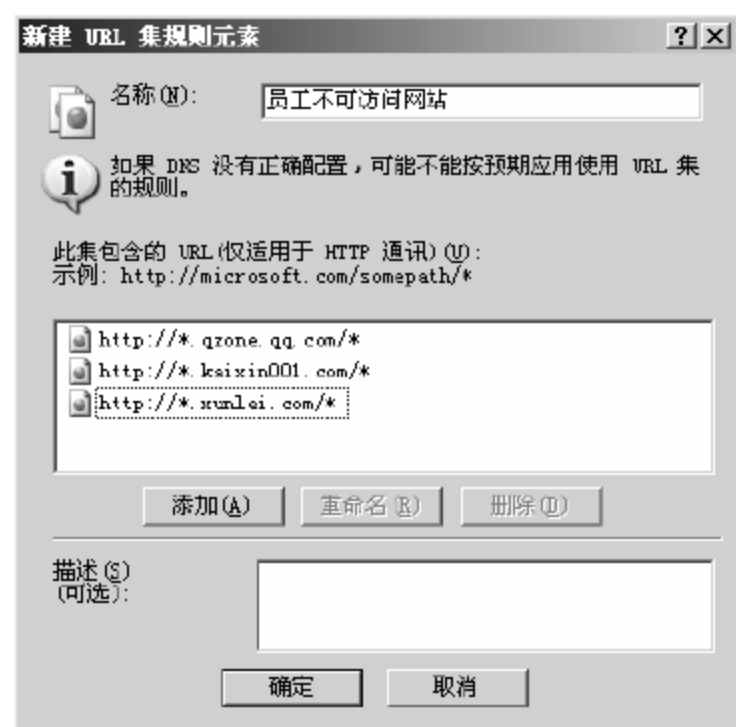 新建 URL 集规则元素
名称(N):
员工不可访问网站
如果 DNS 没有正确配置，可能不能按预期应用使用 URL 集
的规则。
此集包含的 URL(仅适用于 HTTP 通讯)(U):
示例: http://microsoft.com/somepath/*
http://*.qzone.qq.com/*
http://*.kaixin001.com/*
http://*.xunlei.com/*
添加(A) 重命名(R) 删除(D)
描述(S)
(可选):
确定 取消